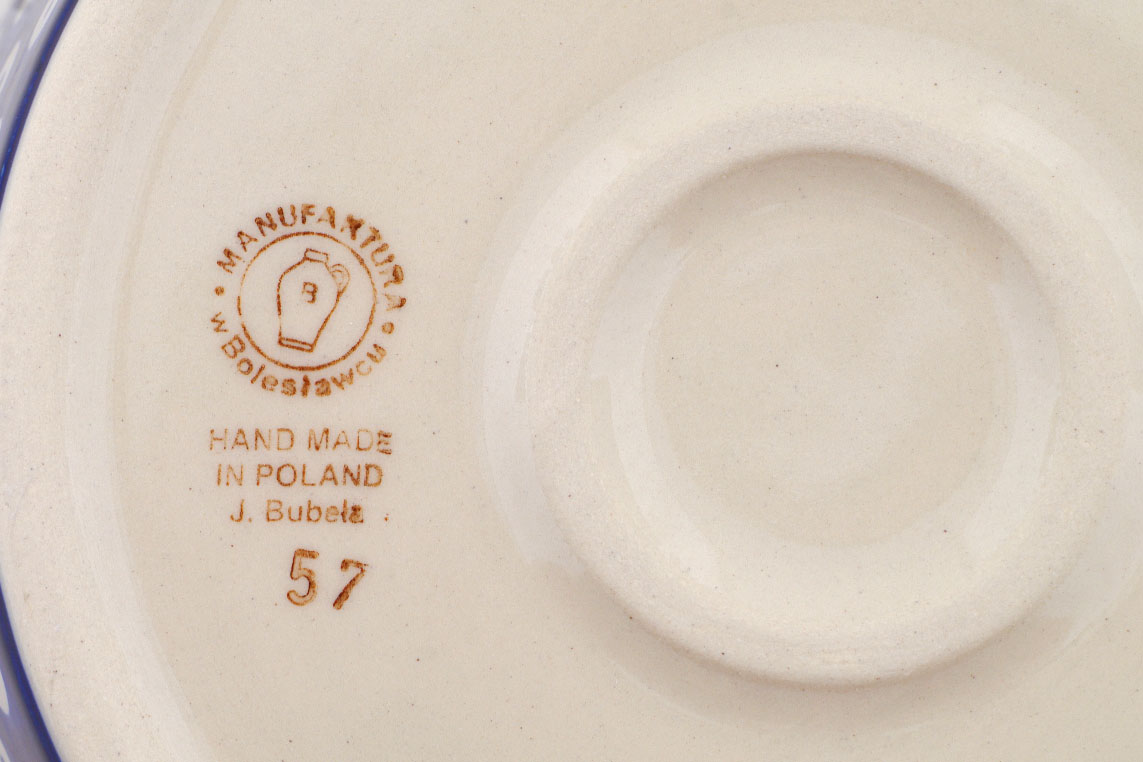 MANUFAKTURA
w Bolesławcu
B
HAND MADE
IN POLAND
J. Bubeła
57